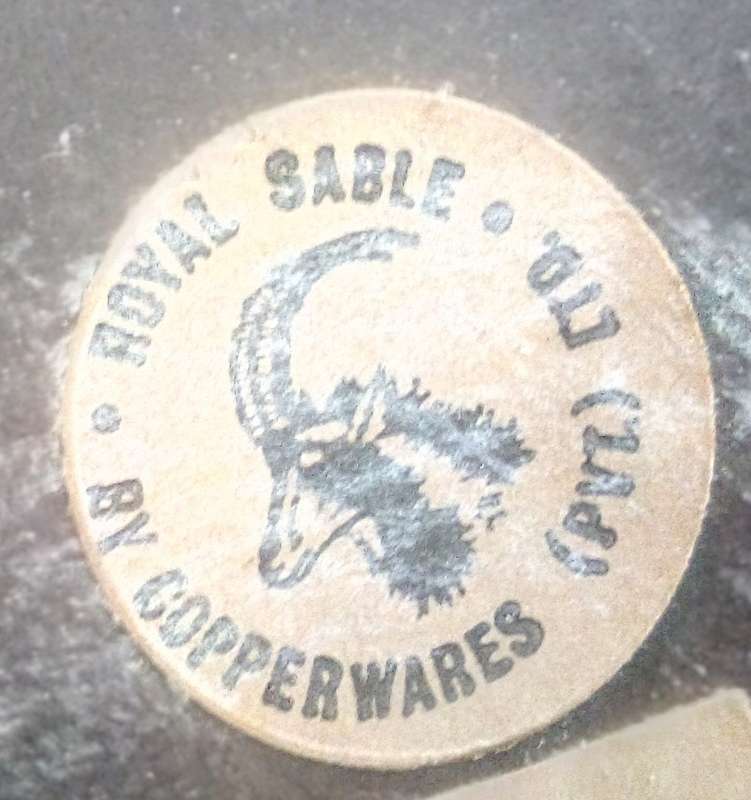 • ROYAL SABLE •
BY COPPERWARES (PVT.) LTD.